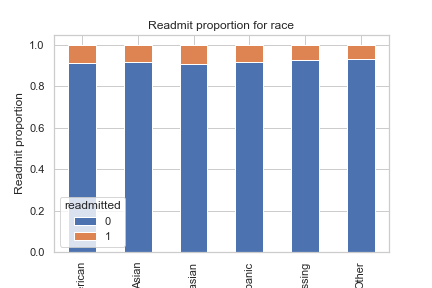 Readmit proportion for race
Readmit proportion
1.0
0.8
0.6
0.4
0.2
0.0
readmitted
0
1
rican
Asian
asian
panic
ssing
Other